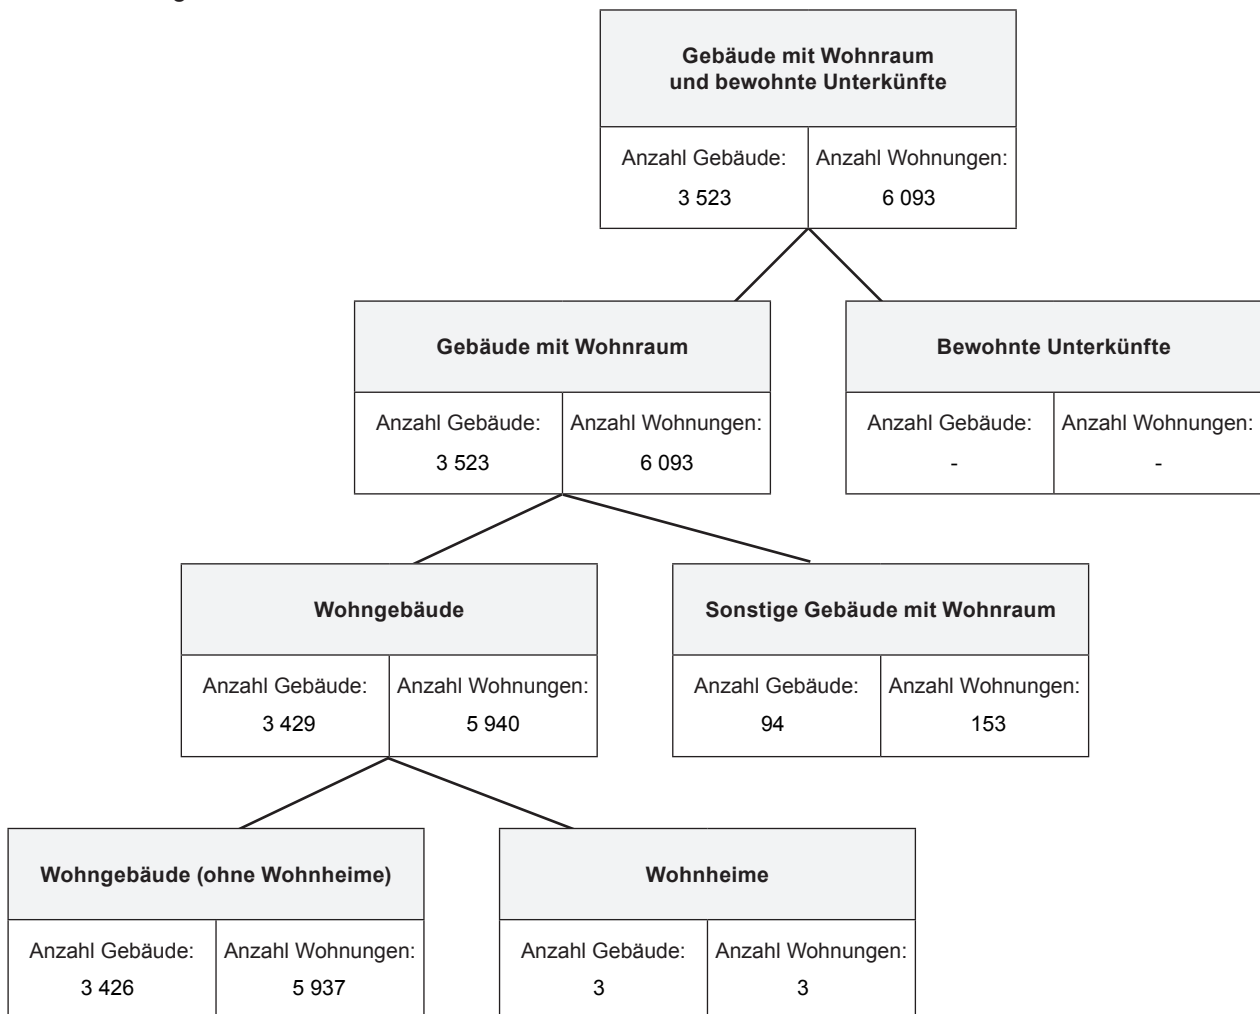 Gebäude mit Wohnraum
und bewohnte Unterkünfte
Anzahl Gebäude: Anzahl Wohnungen:
3 523 6 093
Gebäude mit Wohnraum
Anzahl Gebäude: Anzahl Wohnungen:
3 523 6 093
Bewohnte Unterkünfte
Anzahl Gebäude: Anzahl Wohnungen:
- -
Wohngebäude
Anzahl Gebäude: Anzahl Wohnungen:
3 429 5 940
Sonstige Gebäude mit Wohnraum
Anzahl Gebäude: Anzahl Wohnungen:
94 153
Wohngebäude (ohne Wohnheime)
Anzahl Gebäude: Anzahl Wohnungen:
3 426 5 937
Wohnheime
Anzahl Gebäude: Anzahl Wohnungen:
3 3